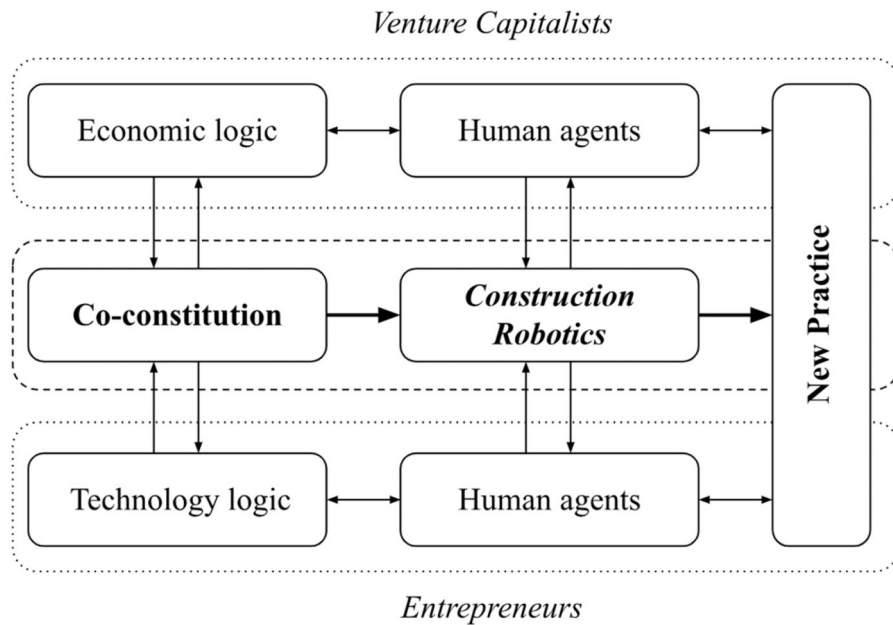 Venture Capitalists
Economic logic
Human agents
Co-constitution
Construction
Robotics
New Practice
Technology logic
Human agents
Entrepreneurs